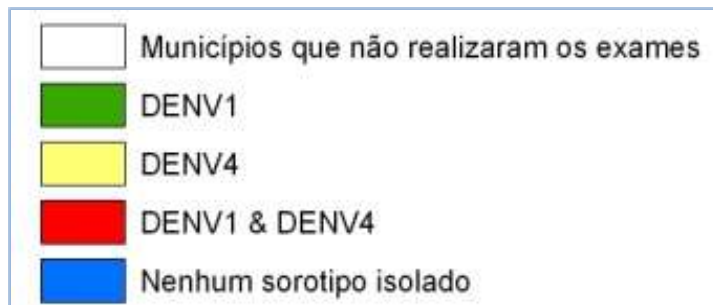 Municípios que não realizaram os exames
DENV1
DENV4
DENV1 & DENV4
Nenhum sorotipo isolado